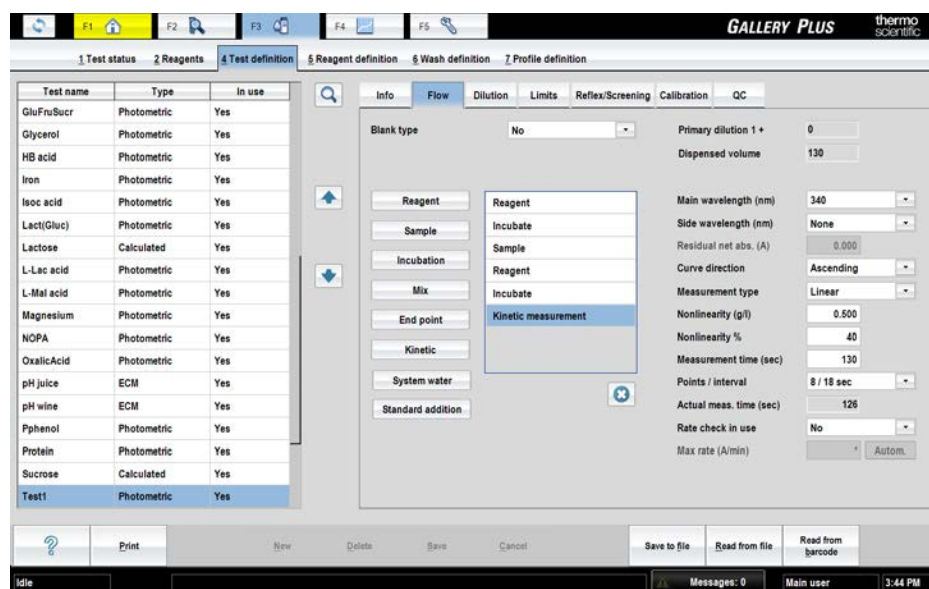 F1 F2 F3 F4 F5 GALLERY PLUS thermo scientific
1 Test status 2 Reagents 4 Test definition 5 Reagent definition 6 Wash definition 7 Profile definition
Test name Type In use
GluFruSucr Photometric Yes
Glycerol Photometric Yes
HB acid Photometric Yes
Iron Photometric Yes
Isoc acid Photometric Yes
Lact(Gluc) Photometric Yes
Lactose Calculated Yes
L-Lac acid Photometric Yes
L-Mal acid Photometric Yes
Magnesium Photometric Yes
NOPA Photometric Yes
OxalicAcid Photometric Yes
pH juice ECM Yes
pH wine ECM Yes
Pphenol Photometric Yes
Protein Photometric Yes
Sucrose Calculated Yes
Test1 Photometric Yes
Info Flow Dilution Limits Reflex/Screening Calibration QC
Blank type No
Reagent
Sample
Incubation
Mix
End point
Kinetic
System water
Standard addition
Reagent
Incubate
Sample
Reagent
Incubate
Kinetic measurement
Primary dilution 1 + 0
Dispensed volume 130
Main wavelength (nm) 340
Side wavelength (nm) None
Residual net abs. (A) 0.000
Curve direction Ascending
Measurement type Linear
Nonlinearity (g/l) 0.500
Nonlinearity % 40
Measurement time (sec) 130
Points / interval 8 / 18 sec
Actual meas. time (sec) 126
Rate check in use No
Max rate (A/min) * Autom.
? Print New Delete Save Cancel Save to file Read from file Read from barcode
Idle Messages: 0 Main user 3:44 PM